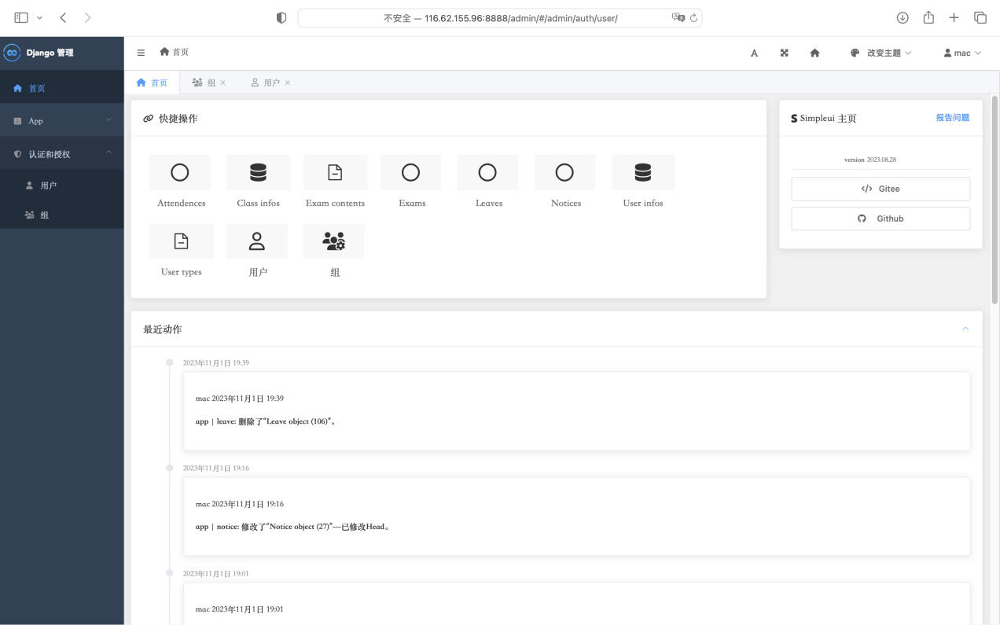 不安全 — 116.62.155.96:8888/admin/#/admin/auth/user/
Django 管理
首页
改变主题
mac
首页
组
用户
首页
App
认证和授权
用户
组
快捷操作
Attendences
Class infos
Exam contents
Exams
Leaves
Notices
User infos
User types
用户
组
Simpleui 主页
报告问题
version 2023.08.28
Gitee
Github
最近动作
2023年11月1日 19:39
mac 2023年11月1日 19:39
app | leave: 删除了“Leave object (106)”。
2023年11月1日 19:16
mac 2023年11月1日 19:16
app | notice: 修改了“Notice object (27)”—已修改Head。
2023年11月1日 19:01
mac 2023年11月1日 19:01